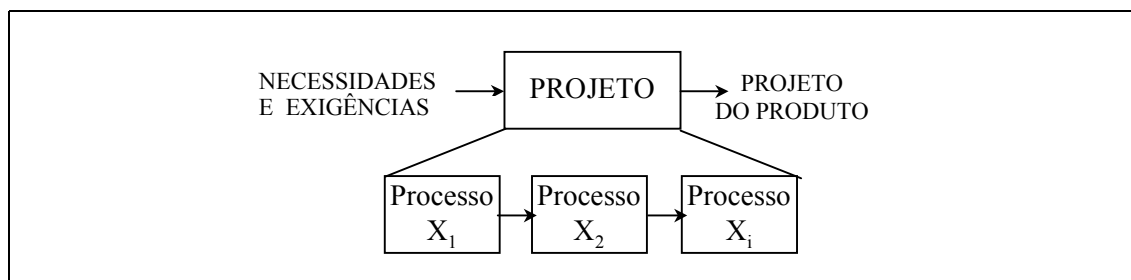 NECESSIDADES
E EXIGÊNCIAS
PROJETO
PROJETO
DO PRODUTO
Processo
X₁
Processo
X₂
Processo
Xᵢ